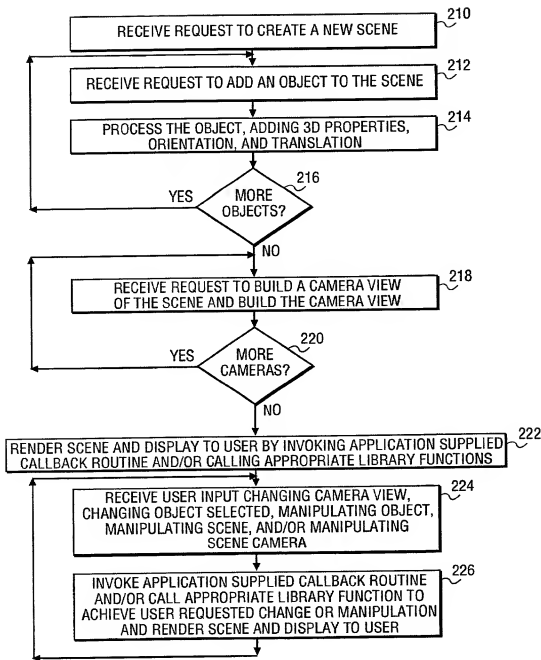 RECEIVE REQUEST TO CREATE A NEW SCENE
210
RECEIVE REQUEST TO ADD AN OBJECT TO THE SCENE
212
PROCESS THE OBJECT, ADDING 3D PROPERTIES,
ORIENTATION, AND TRANSLATION
214
YES
MORE
OBJECTS?
216
NO
RECEIVE REQUEST TO BUILD A CAMERA VIEW
OF THE SCENE AND BUILD THE CAMERA VIEW
218
YES
MORE
CAMERAS?
220
NO
RENDER SCENE AND DISPLAY TO USER BY INVOKING APPLICATION SUPPLIED
CALLBACK ROUTINE AND/OR CALLING APPROPRIATE LIBRARY FUNCTIONS
222
RECEIVE USER INPUT CHANGING CAMERA VIEW,
CHANGING OBJECT SELECTED, MANIPULATING OBJECT,
MANIPULATING SCENE, AND/OR MANIPULATING
SCENE CAMERA
224
INVOKE APPLICATION SUPPLIED CALLBACK ROUTINE
AND/OR CALL APPROPRIATE LIBRARY FUNCTION TO
ACHIEVE USER REQUESTED CHANGE OR MANIPULATION
AND RENDER SCENE AND DISPLAY TO USER
226